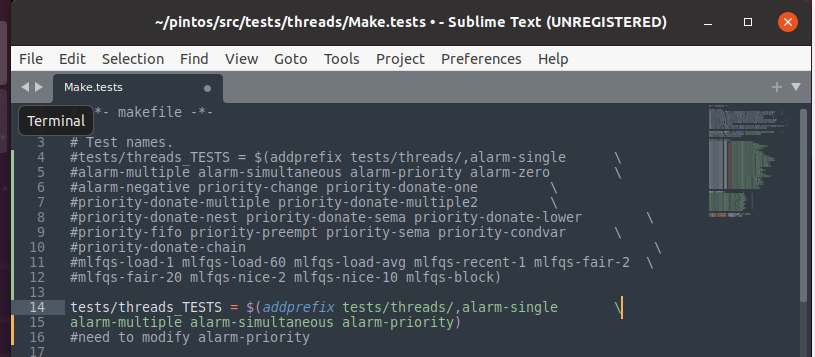 ~/pintos/src/tests/threads/Make.tests • - Sublime Text (UNREGISTERED)
File Edit Selection Find View Goto Tools Project Preferences Help
Make.tests
*- makefile -*-
Terminal
3 # Test names.
4 #tests/threads_TESTS = $(addprefix tests/threads/,alarm-single \
5 #alarm-multiple alarm-simultaneous alarm-priority alarm-zero \
6 #alarm-negative priority-change priority-donate-one \
7 #priority-donate-multiple priority-donate-multiple2 \
8 #priority-donate-nest priority-donate-sema priority-donate-lower \
9 #priority-fifo priority-preempt priority-sema priority-condvar \
10 #priority-donate-chain \
11 #mlfqs-load-1 mlfqs-load-60 mlfqs-load-avg mlfqs-recent-1 mlfqs-fair-2 \
12 #mlfqs-fair-20 mlfqs-nice-2 mlfqs-nice-10 mlfqs-block)
13
14 tests/threads_TESTS = $(addprefix tests/threads/,alarm-single \
15 alarm-multiple alarm-simultaneous alarm-priority)
16 #need to modify alarm-priority